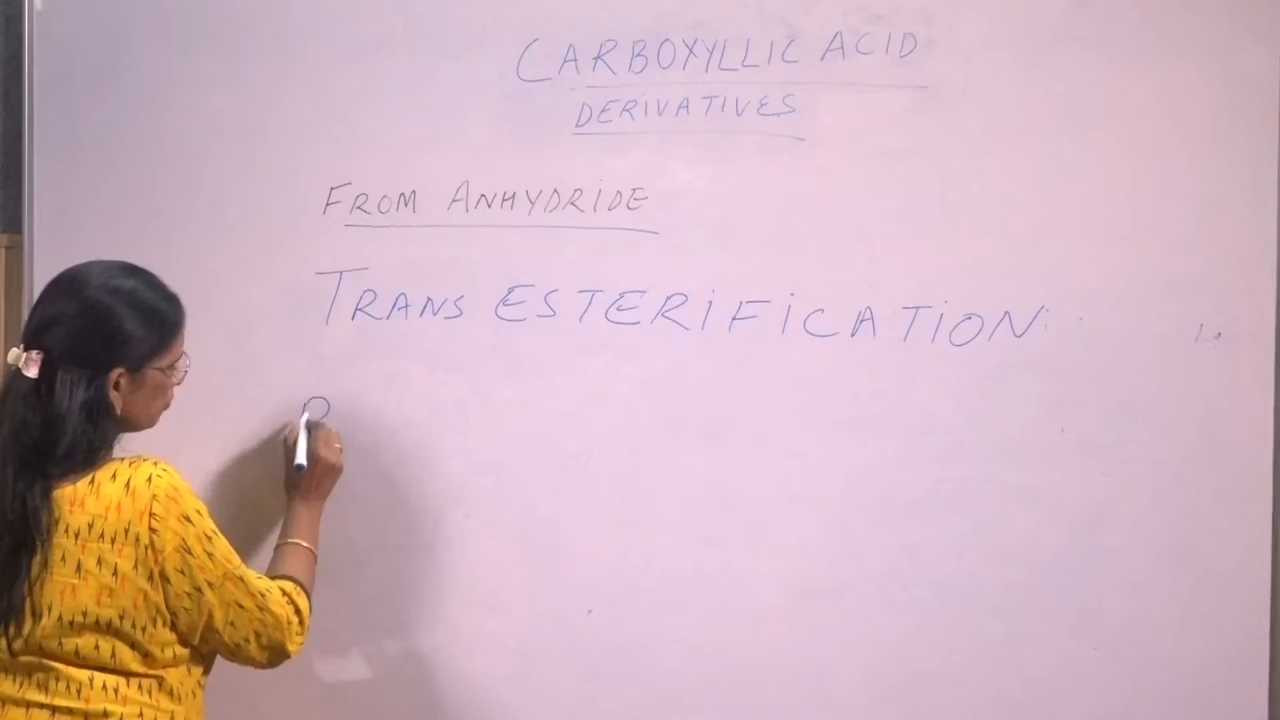 CARBOXYLLIC ACID
DERIVATIVES
FROM ANHYDRIDE
TRANS ESTERIFICATION
R